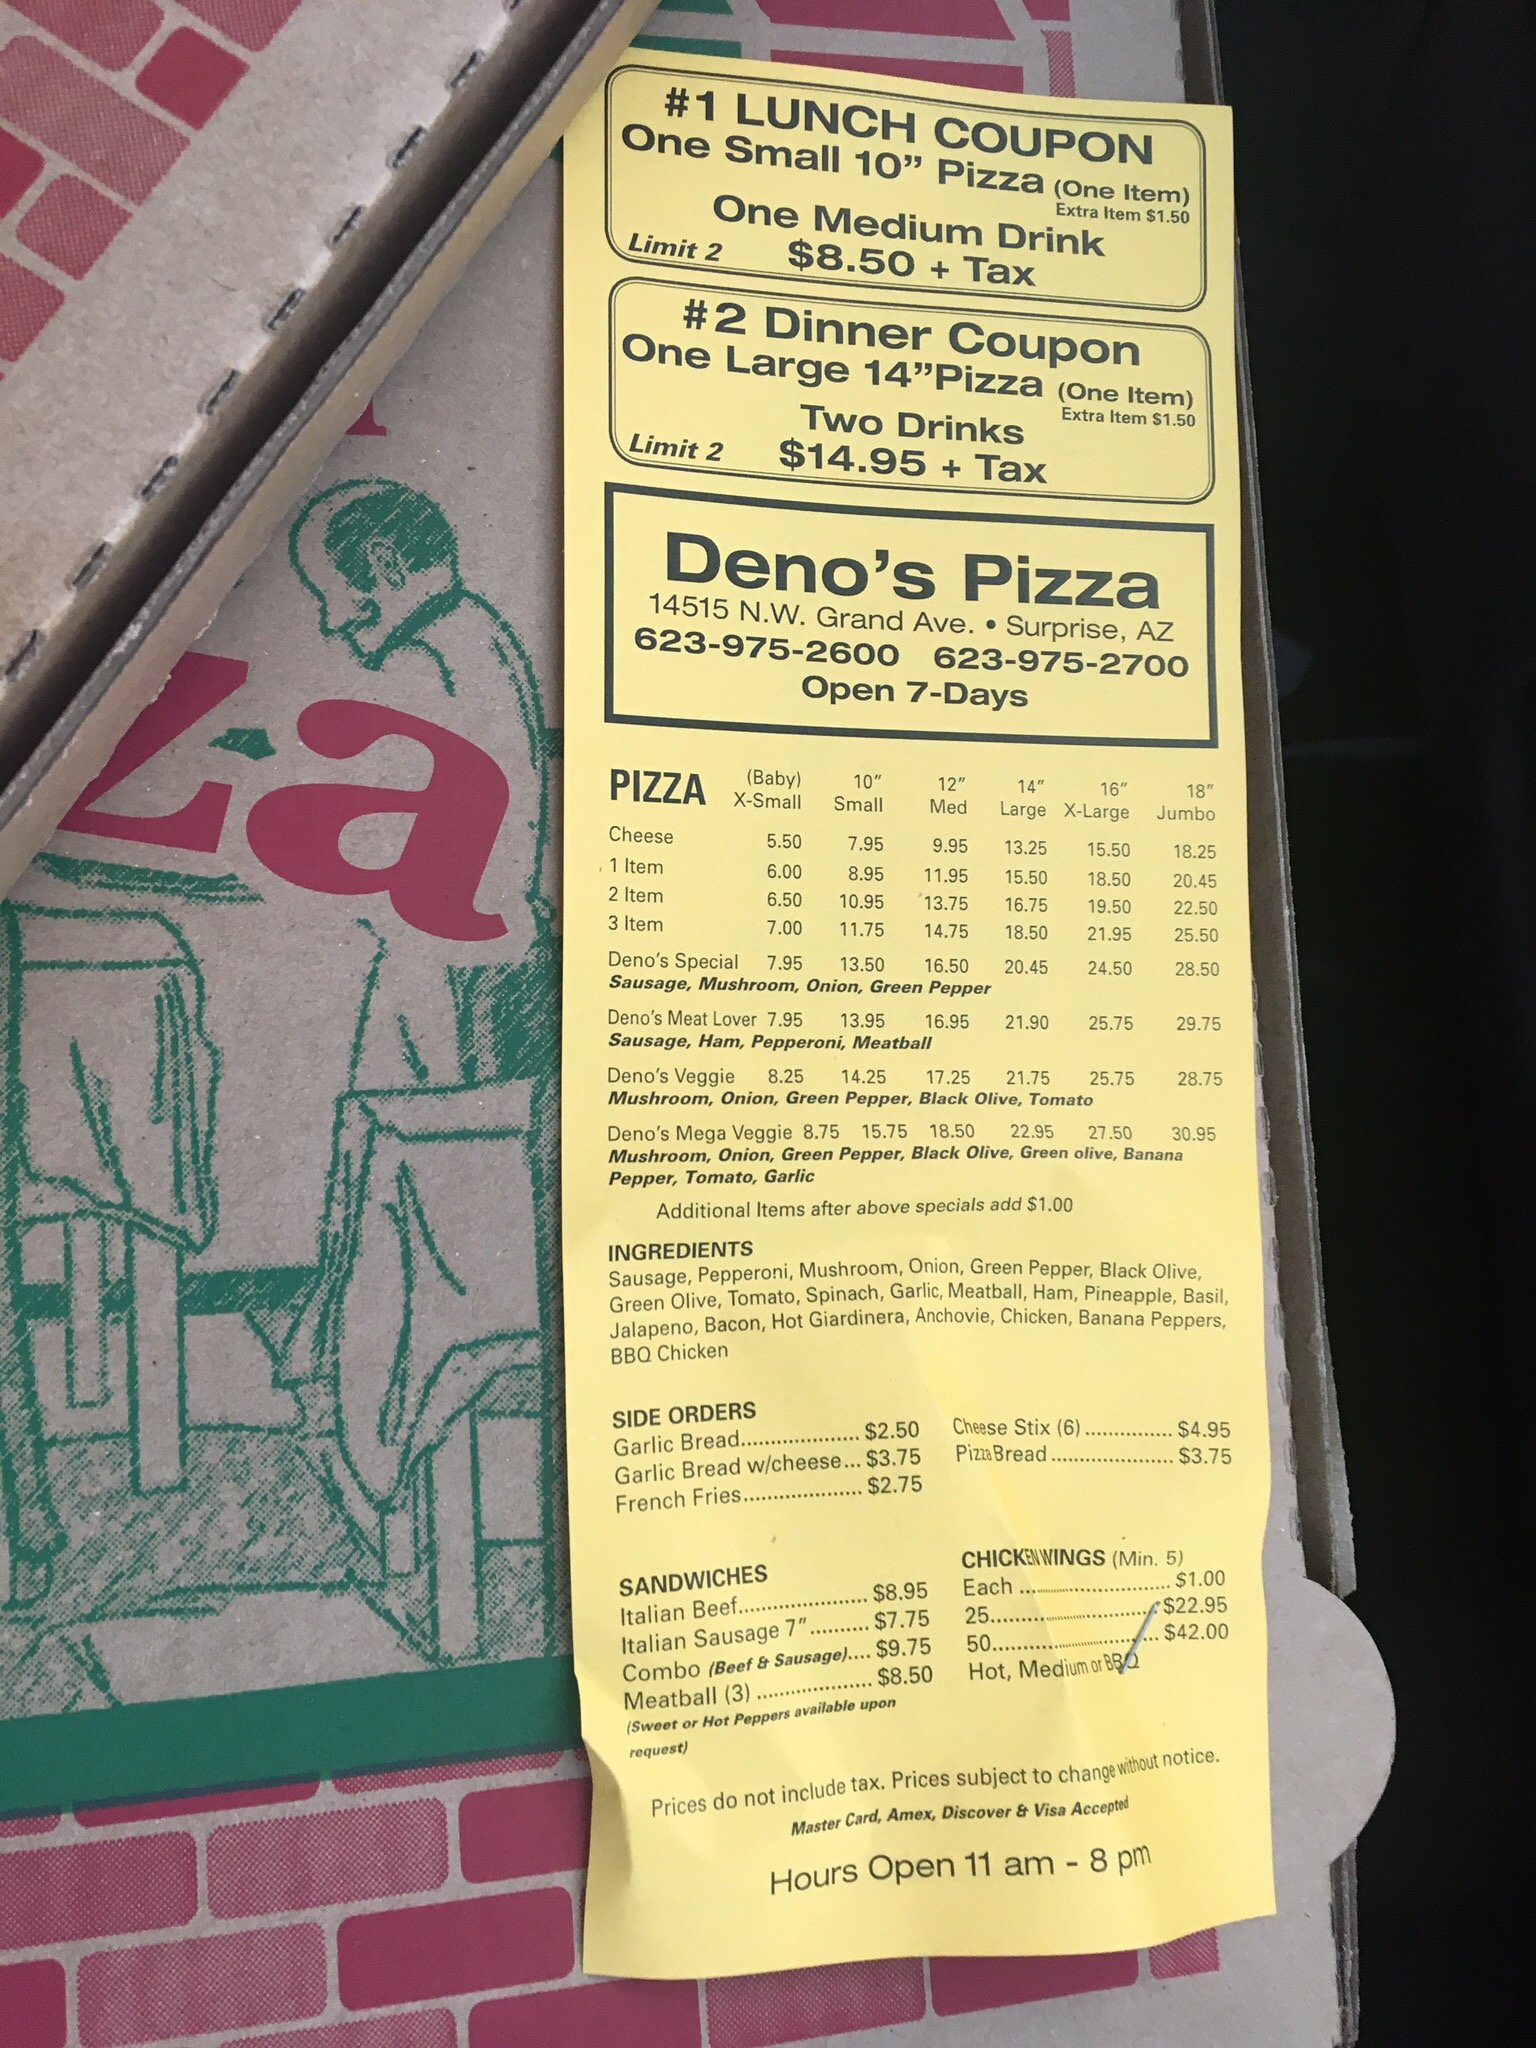 #1 LUNCH COUPON
One Small 10" Pizza (One Item)
Extra Item $1.50
One Medium Drink
Limit 2 $8.50 + Tax
#2 Dinner Coupon
One Large 14"Pizza (One Item)
Extra Item $1.50
Two Drinks
Limit 2 $14.95 + Tax
Deno's Pizza
14515 N.W. Grand Ave. • Surprise, AZ
623-975-2600 623-975-2700
Open 7-Days
PIZZA (Baby) X-Small 10" Small 12" Med 14" Large 16" X-Large 18" Jumbo
Cheese 5.50 7.95 9.95 13.25 15.50 18.25
1 Item 6.00 8.95 11.95 15.50 18.50 20.45
2 Item 6.50 10.95 13.75 16.75 19.50 22.50
3 Item 7.00 11.75 14.75 18.50 21.95 25.50
Deno's Special 7.95 13.50 16.50 20.45 24.50 28.50
Sausage, Mushroom, Onion, Green Pepper
Deno's Meat Lover 7.95 13.95 16.95 21.90 25.75 29.75
Sausage, Ham, Pepperoni, Meatball
Deno's Veggie 8.25 14.25 17.25 21.75 25.75 28.75
Mushroom, Onion, Green Pepper, Black Olive, Tomato
Deno's Mega Veggie 8.75 15.75 18.50 22.95 27.50 30.95
Mushroom, Onion, Green Pepper, Black Olive, Green olive, Banana
Pepper, Tomato, Garlic
Additional Items after above specials add $1.00
INGREDIENTS
Sausage, Pepperoni, Mushroom, Onion, Green Pepper, Black Olive,
Green Olive, Tomato, Spinach, Garlic, Meatball, Ham, Pineapple, Basil,
Jalapeno, Bacon, Hot Giardinera, Anchovie, Chicken, Banana Peppers,
BBQ Chicken
SIDE ORDERS
Garlic Bread.................... $2.50
Garlic Bread w/cheese... $3.75
French Fries.................... $2.75
Cheese Stix (6) ............... $4.95
Pizza Bread ..................... $3.75
SANDWICHES
Italian Beef...................... $8.95
Italian Sausage 7".......... $7.75
Combo (Beef & Sausage).... $9.75
Meatball (3) .................... $8.50
(Sweet or Hot Peppers available upon
request)
CHICKEN WINGS (Min. 5)
Each .......................... $1.00
25............................. $22.95
50............................. $42.00
Hot, Medium or BBQ
Prices do not include tax. Prices subject to change without notice.
Master Card, Amex, Discover & Visa Accepted
Hours Open 11 am - 8 pm
za